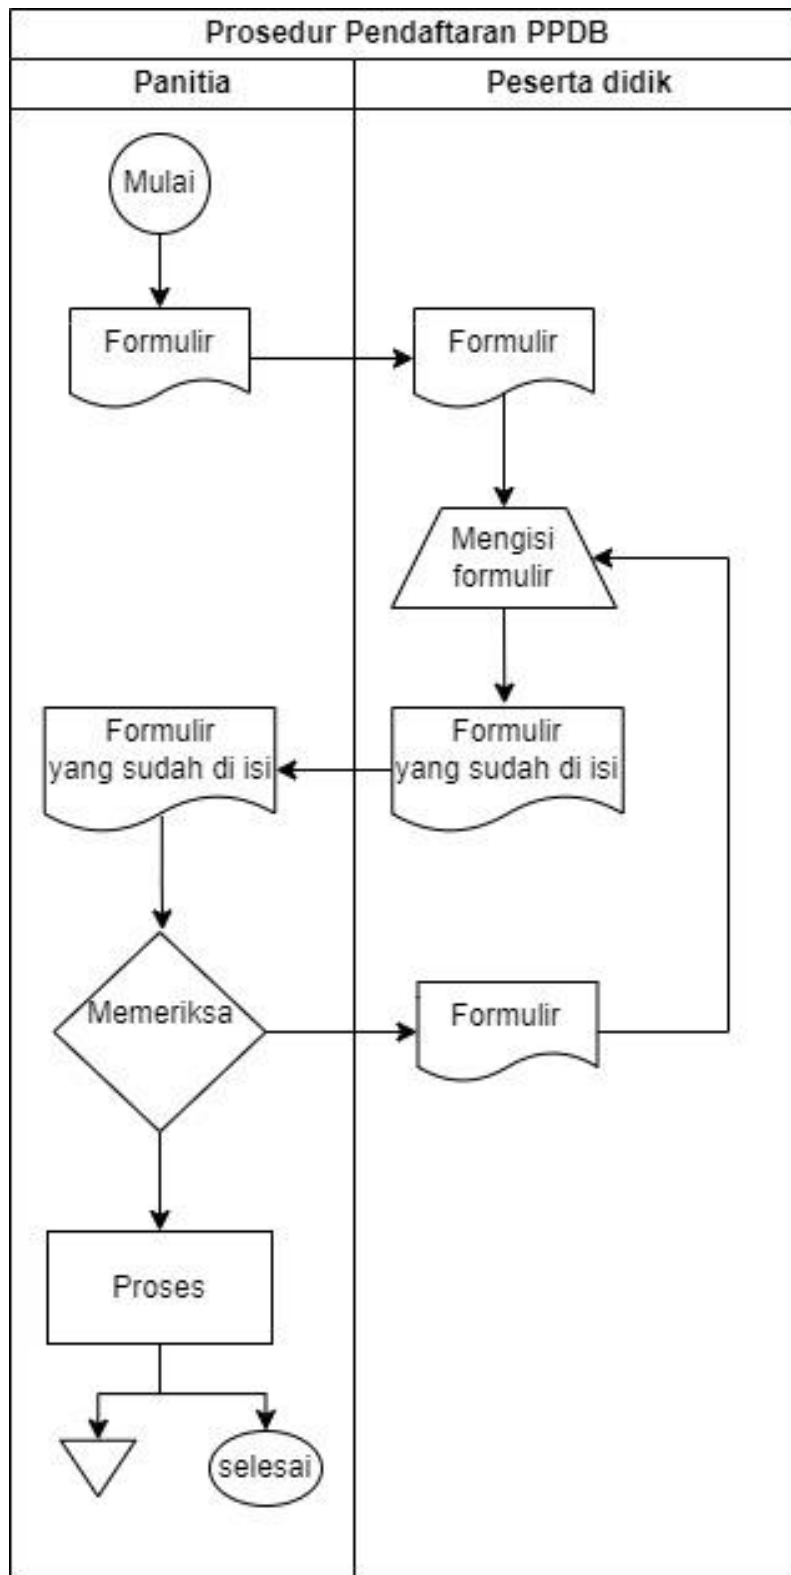 Prosedur Pendaftaran PPDB
Panitia
Peserta didik
Mulai
Formulir
Formulir
Mengisi
formulir
Formulir
yang sudah di isi
Formulir
yang sudah di isi
Memeriksa
Formulir
Proses
selesai